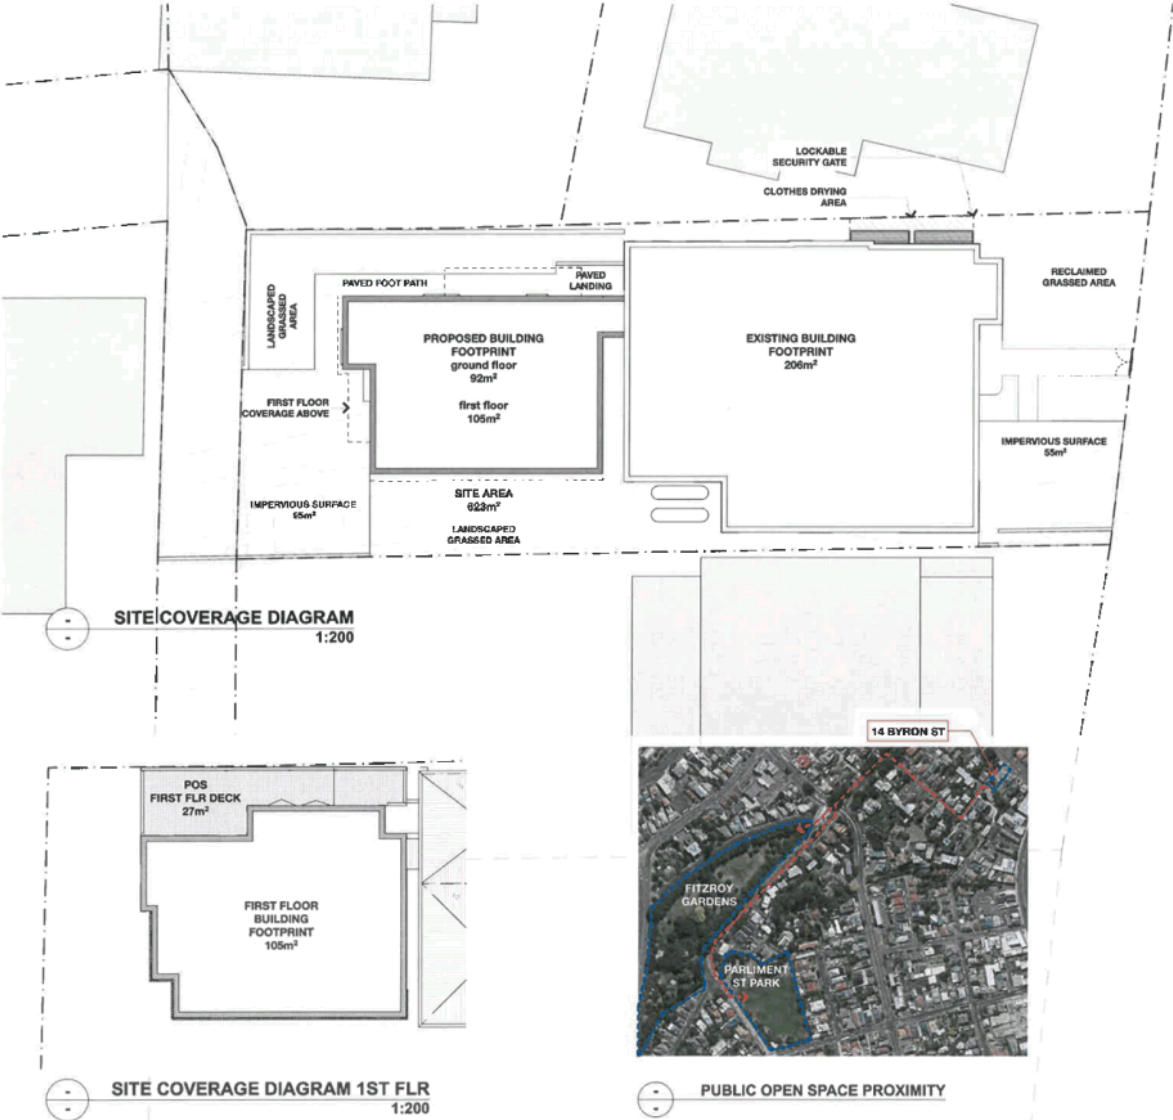 LOCKABLE
SECURITY GATE
CLOTHES DRYING
AREA
RECLAIMED
GRASSED AREA
PAVED FOOT PATH
PAVED
LANDING
LANDSCAPED
GRASSED
AREA
PROPOSED BUILDING
FOOTPRINT
ground floor
92m²
first floor
105m²
EXISTING BUILDING
FOOTPRINT
206m²
FIRST FLOOR
COVERAGE ABOVE
IMPERVIOUS SURFACE
55m²
IMPERVIOUS SURFACE
95m²
SITE AREA
623m²
LANDSCAPED
GRASSED AREA
SITE COVERAGE DIAGRAM
1:200
14 BYRON ST
POS
FIRST FLR DECK
27m²
FIRST FLOOR
BUILDING
FOOTPRINT
105m²
FITZROY
GARDENS
PARLIMENT
ST PARK
SITE COVERAGE DIAGRAM 1ST FLR
1:200
PUBLIC OPEN SPACE PROXIMITY